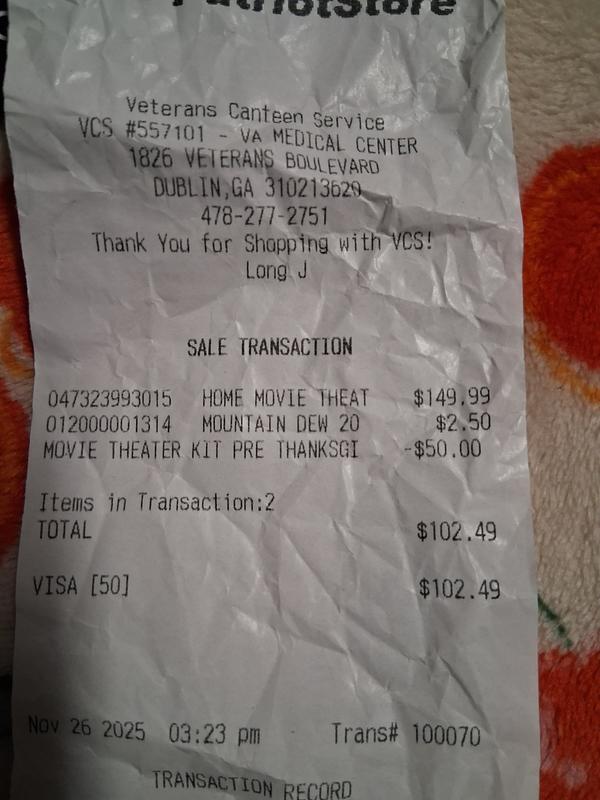 PatriotStore
Veterans Canteen Service
VCS #557101 - VA MEDICAL CENTER
1826 VETERANS BOULEVARD
DUBLIN,GA 310213620
478-277-2751
Thank You for Shopping with VCS!
Long J
SALE TRANSACTION
047323993015 HOME MOVIE THEAT $149.99
012000001314 MOUNTAIN DEW 20 $2.50
MOVIE THEATER KIT PRE THANKSGI -$50.00
Items in Transaction:2
TOTAL $102.49
VISA [50] $102.49
Nov 26 2025 03:23 pm Trans# 100070
TRANSACTION RECORD